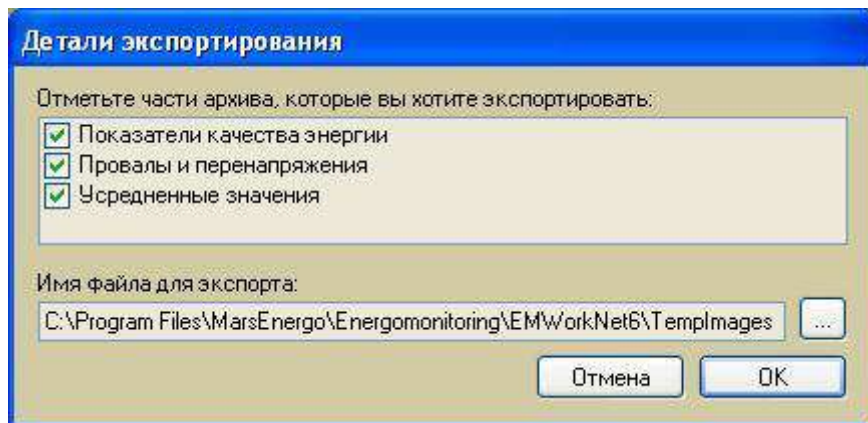 Детали экспортирования
Отметьте части архива, которые вы хотите экспортировать:
Показатели качества энергии
Провалы и перенапряжения
Усредненные значения
Имя файла для экспорта:
C:\Program Files\MarsEnergo\Energomonitoring\EMWorkNet6\TempImages
...
Отмена
OK